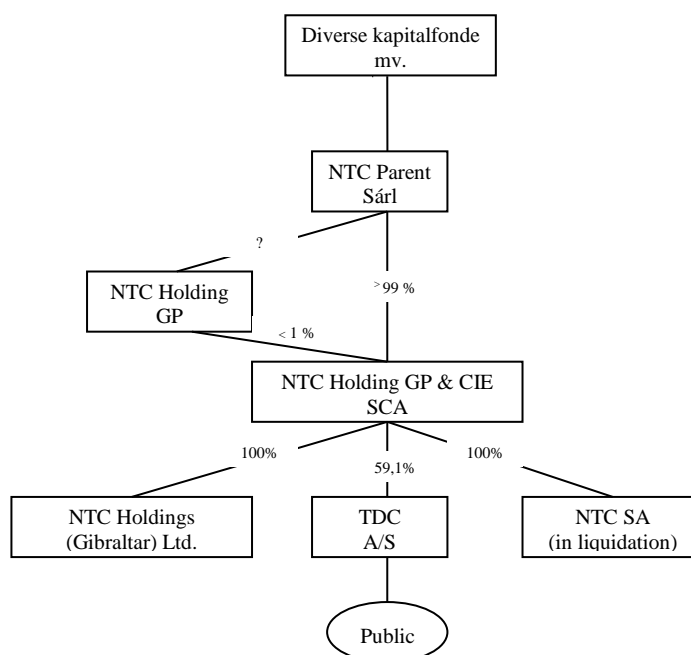 Diverse kapitalfonde
mv.
NTC Parent
Sárl
?
NTC Holding
GP
>99 %
< 1 %
NTC Holding GP & CIE
SCA
100%
59,1%
100%
NTC Holdings
(Gibraltar) Ltd.
TDC
A/S
NTC SA
(in liquidation)
Public